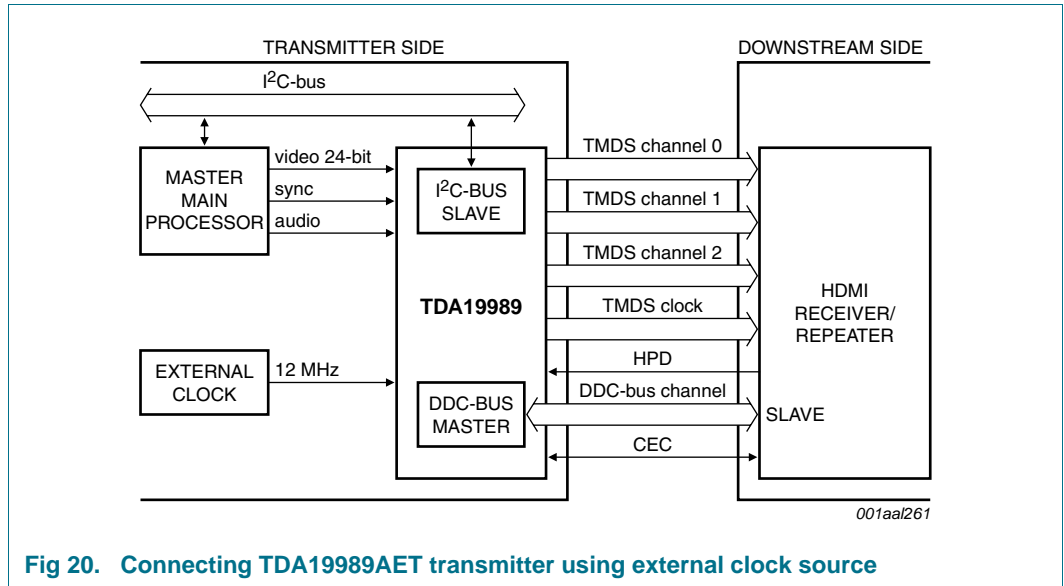 TRANSMITTER SIDE
DOWNSTREAM SIDE
I2C-bus
MASTER
MAIN
PROCESSOR
video 24-bit
sync
audio
I2C-BUS
SLAVE
TDA19989
EXTERNAL
CLOCK
12 MHz
DDC-BUS
MASTER
TMDS channel 0
TMDS channel 1
TMDS channel 2
TMDS clock
HPD
DDC-bus channel
CEC
HDMI
RECEIVER/
REPEATER
SLAVE
001aal261
Fig 20. Connecting TDA19989AET transmitter using external clock source